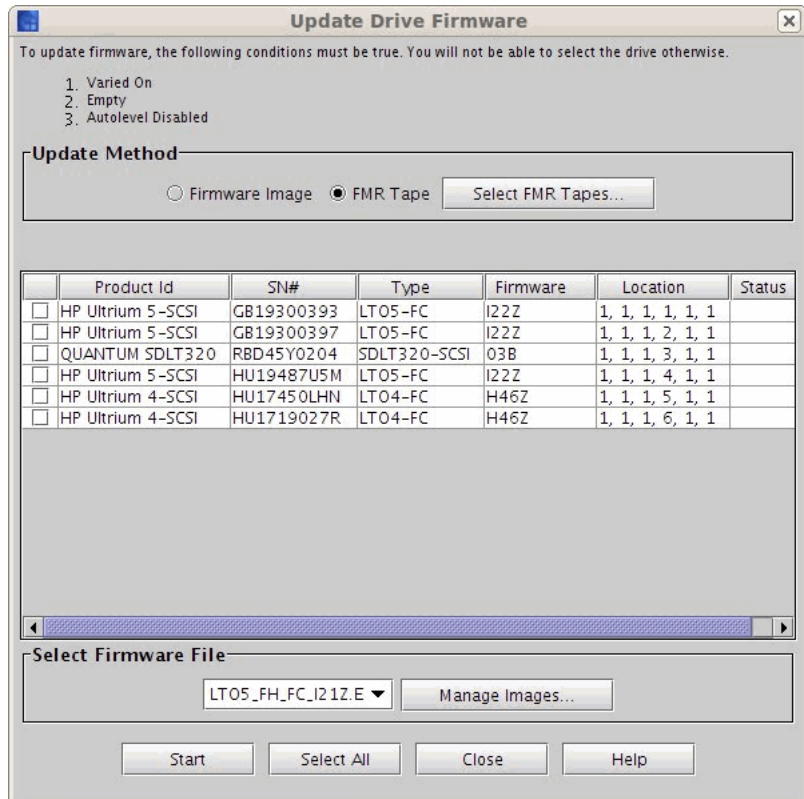 Update Drive Firmware
To update firmware, the following conditions must be true. You will not be able to select the drive otherwise.
1. Varied On
2. Empty
3. Autolevel Disabled
Update Method
Firmware Image FMR Tape Select FMR Tapes...
Product Id SN# Type Firmware Location Status
HP Ultrium 5-SCSI GB19300393 LTO5-FC I22Z 1, 1, 1, 1, 1, 1
HP Ultrium 5-SCSI GB19300397 LTO5-FC I22Z 1, 1, 1, 2, 1, 1
QUANTUM SDLT320 RBD45Y0204 SDLT320-SCSI 03B 1, 1, 1, 3, 1, 1
HP Ultrium 5-SCSI HU19487U5M LTO5-FC I22Z 1, 1, 1, 4, 1, 1
HP Ultrium 4-SCSI HU17450LHN LTO4-FC H46Z 1, 1, 1, 5, 1, 1
HP Ultrium 4-SCSI HU1719027R LTO4-FC H46Z 1, 1, 1, 6, 1, 1
Select Firmware File
LTO5_FH_FC_I21Z.E Manage Images...
Start Select All Close Help